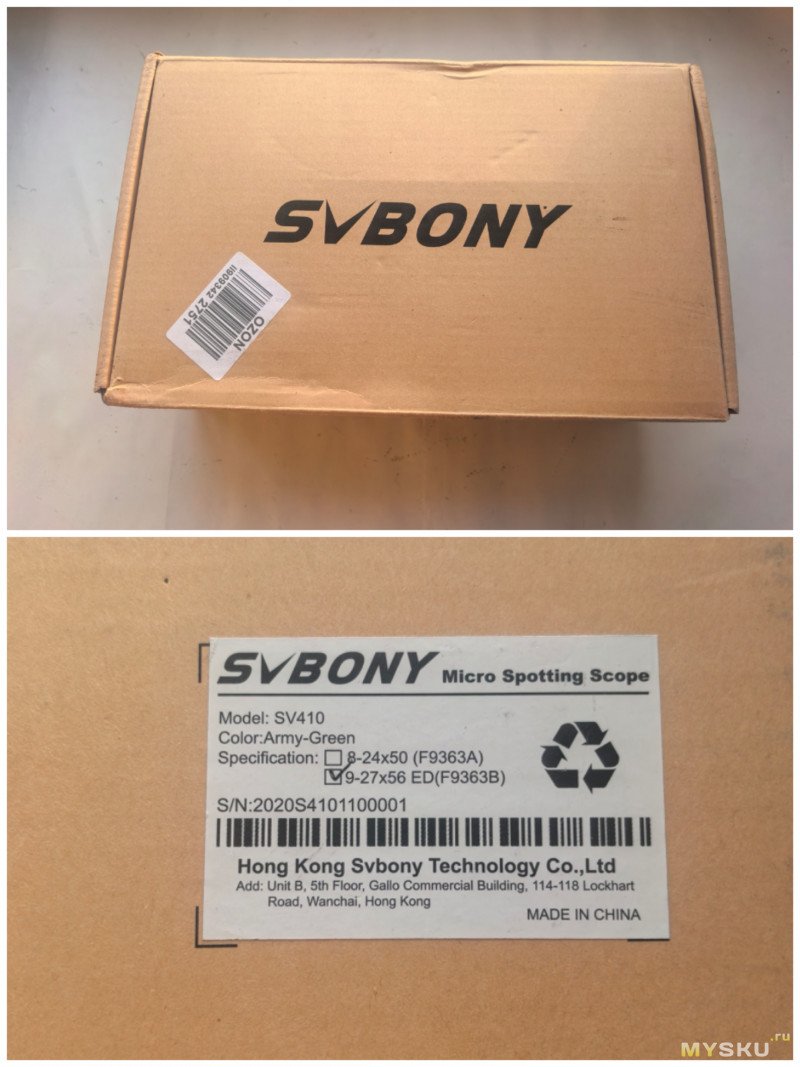 SVBONY
ii909342 2751
OZON
SVBONY Micro Spotting Scope
Model: SV410
Color:Army-Green
Specification: 8-24x50 (F9363A)
9-27x56 ED(F9363B)
S/N:2020S4101100001
Hong Kong Svbony Technology Co.,Ltd
Add: Unit B, 5th Floor, Gallo Commercial Building, 114-118 Lockhart
Road, Wanchai, Hong Kong
MADE IN CHINA
MYSKU.ru